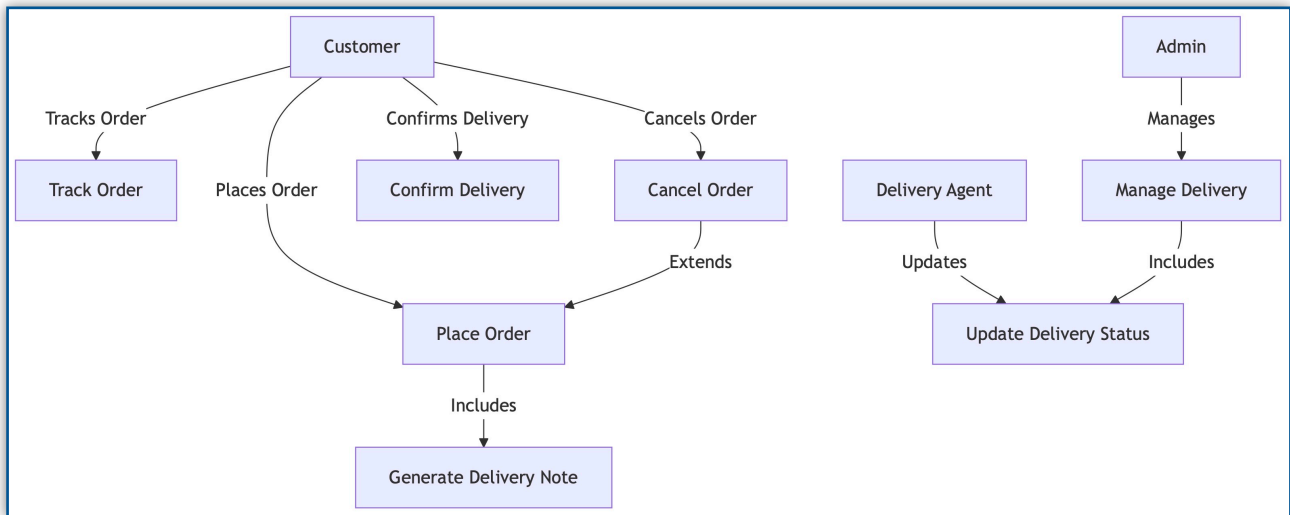 Customer
Admin
Tracks Order
Confirms Delivery
Cancels Order
Manages
Track Order
Places Order
Confirm Delivery
Cancel Order
Delivery Agent
Manage Delivery
Extends
Updates
Includes
Place Order
Update Delivery Status
Includes
Generate Delivery Note